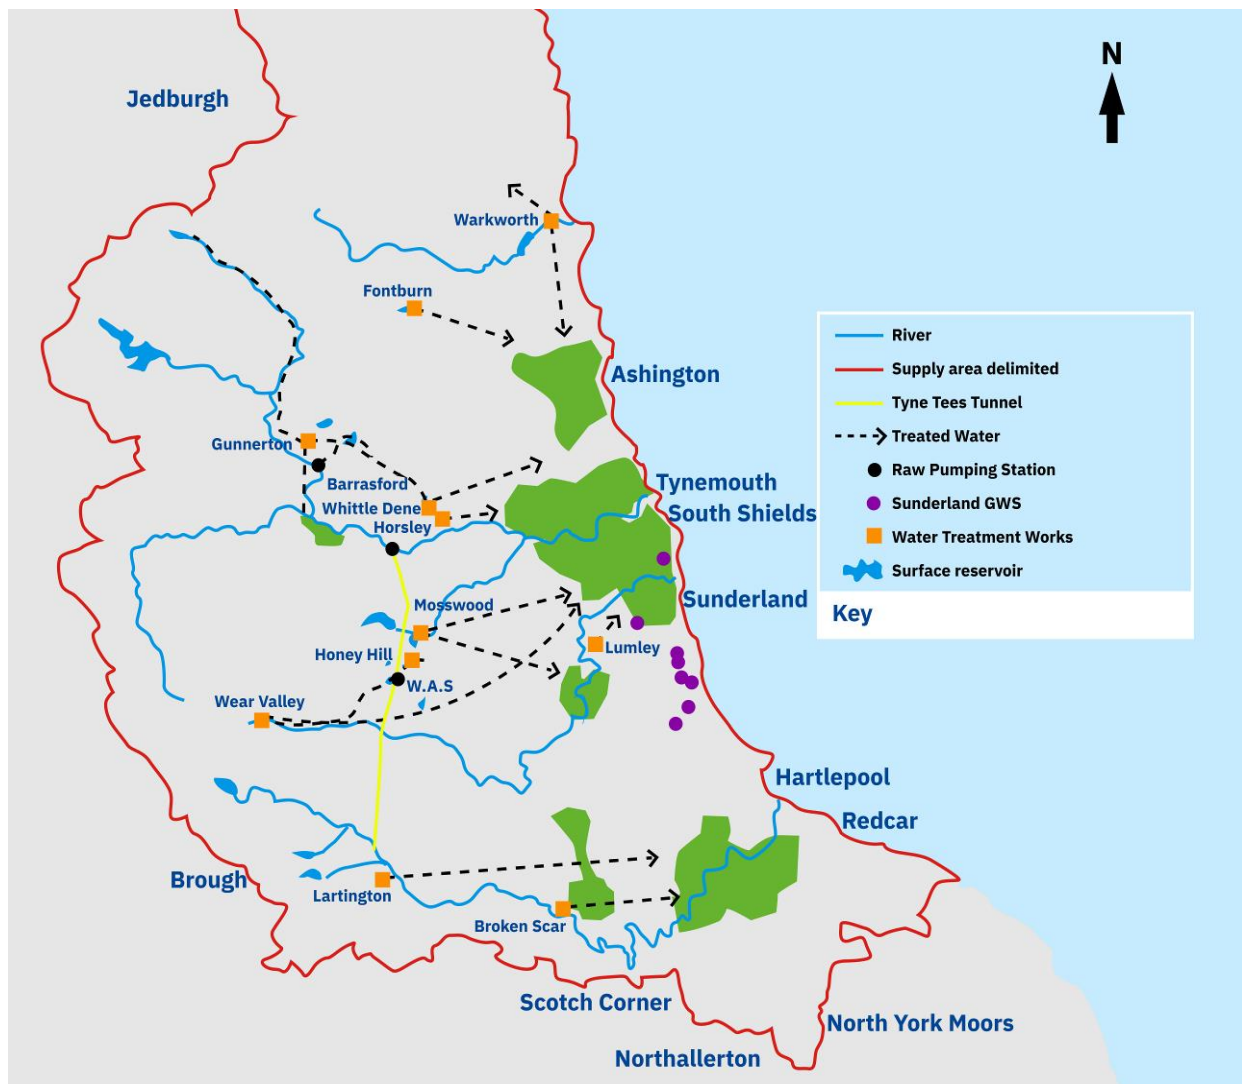 N
Jedburgh
Warkworth
Fontburn
Ashington
Gunnerton
Barrasford
Whittle Dene
Horsley
Tynemouth
South Shields
Mosswood
Sunderland
Honey Hill
Lumley
W.A.S
Wear Valley
Hartlepool
Redcar
Brough
Lartington
Broken Scar
Scotch Corner
North York Moors
Northallerton
River
Supply area delimited
Tyne Tees Tunnel
Treated Water
Raw Pumping Station
Sunderland GWS
Water Treatment Works
Surface reservoir
Key